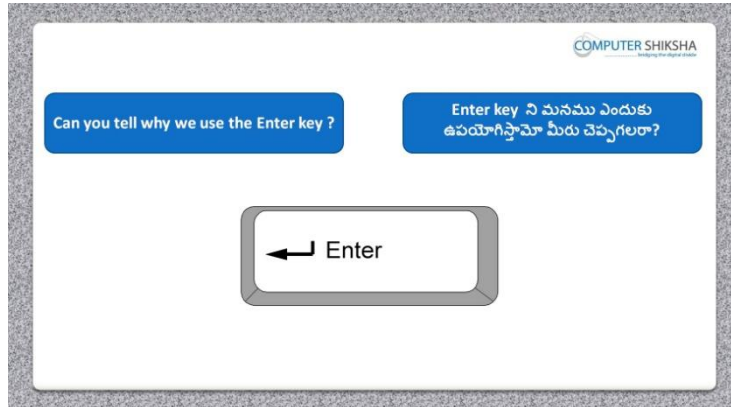 COMPUTER SHIKSHA
bridging the digital divide
Can you tell why we use the Enter key ?
Enter key ని మనము ఎందుకు
ఉపయోగిస్తామో మీరు చెప్పగలరా?
Enter